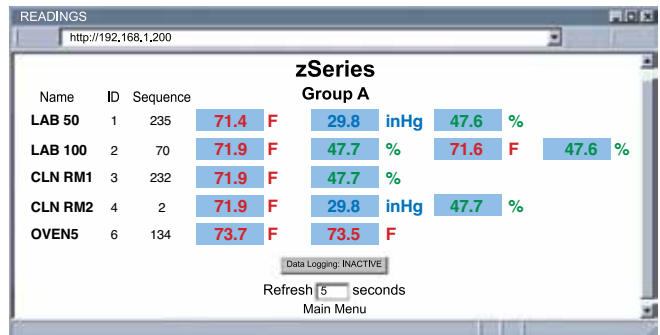 READINGS
http://192.168.1.200
zSeries
Group A
Name ID Sequence
LAB 50 1 235 71.4 F 29.8 inHg 47.6 %
LAB 100 2 70 71.9 F 47.7 % 71.6 F 47.6 %
CLN RM1 3 232 71.9 F 47.7 %
CLN RM2 4 2 71.9 F 29.8 inHg 47.7 %
OVEN5 6 134 73.7 F 73.5 F
Data Logging: INACTIVE
Refresh 5 seconds
Main Menu